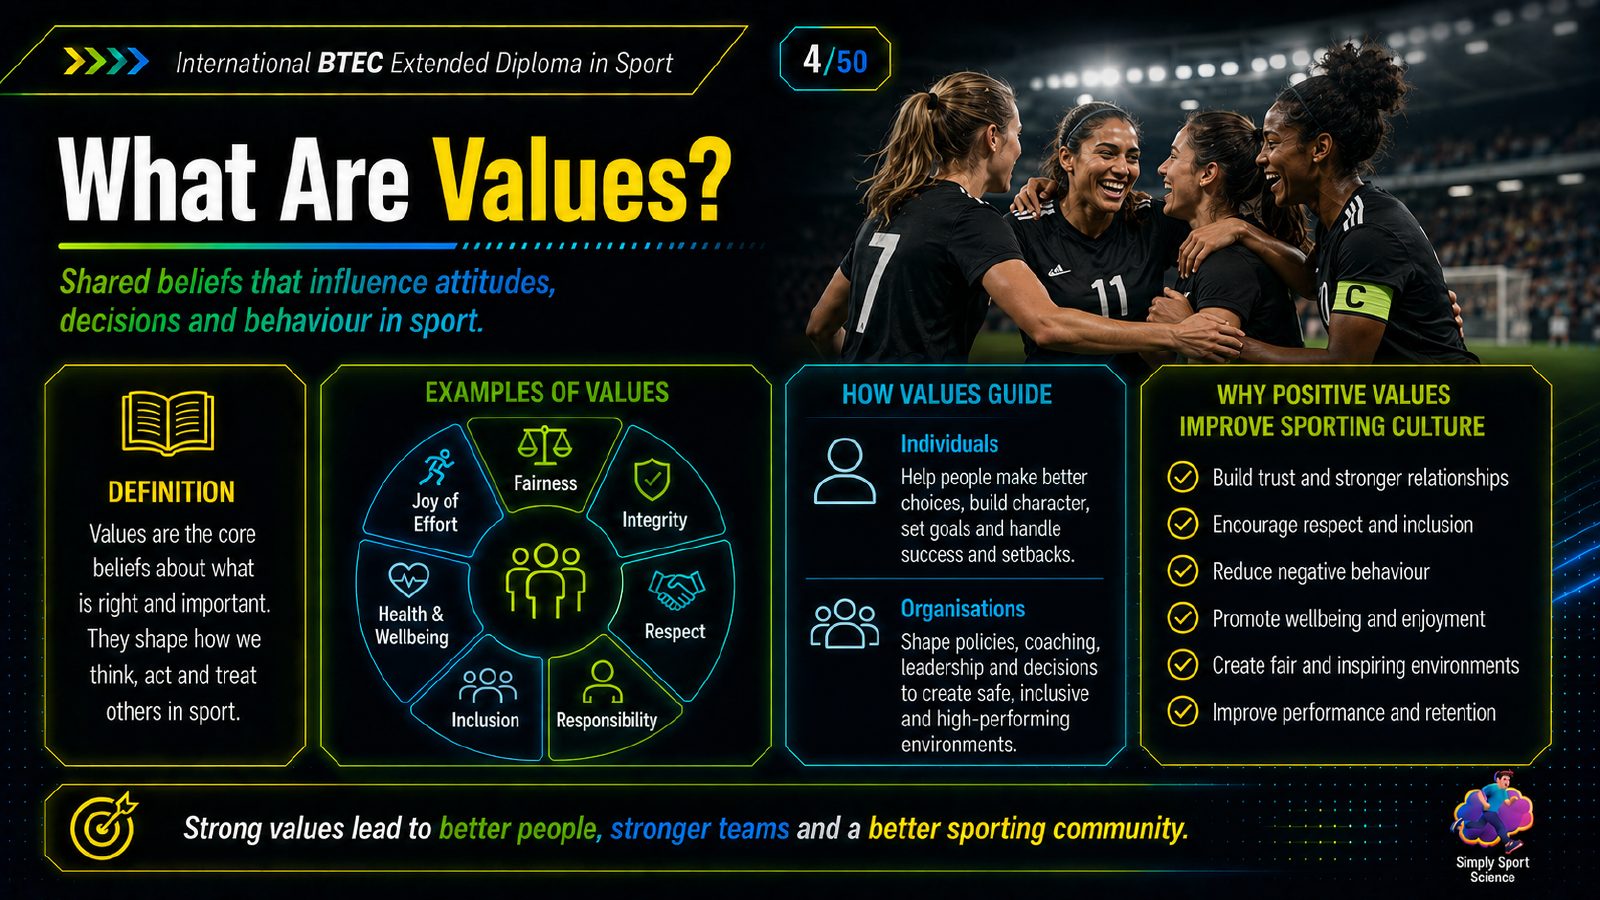 International BTEC Extended Diploma in Sport
4/50
What Are Values?
Shared beliefs that influence attitudes,
decisions and behaviour in sport.
7
11
C
DEFINITION
Values are the core
beliefs about what
is right and important.
They shape how we
think, act and treat
others in sport.
EXAMPLES OF VALUES
Fairness
Integrity
Respect
Responsibility
Inclusion
Health &
Wellbeing
Joy of
Effort
HOW VALUES GUIDE
Individuals
Help people make better
choices, build character,
set goals and handle
success and setbacks.
Organisations
Shape policies, coaching,
leadership and decisions
to create safe, inclusive
and high-performing
environments.
WHY POSITIVE VALUES
IMPROVE SPORTING CULTURE
Build trust and stronger relationships
Encourage respect and inclusion
Reduce negative behaviour
Promote wellbeing and enjoyment
Create fair and inspiring environments
Improve performance and retention
Strong values lead to better people, stronger teams and a better sporting community.
Simply Sport
Science